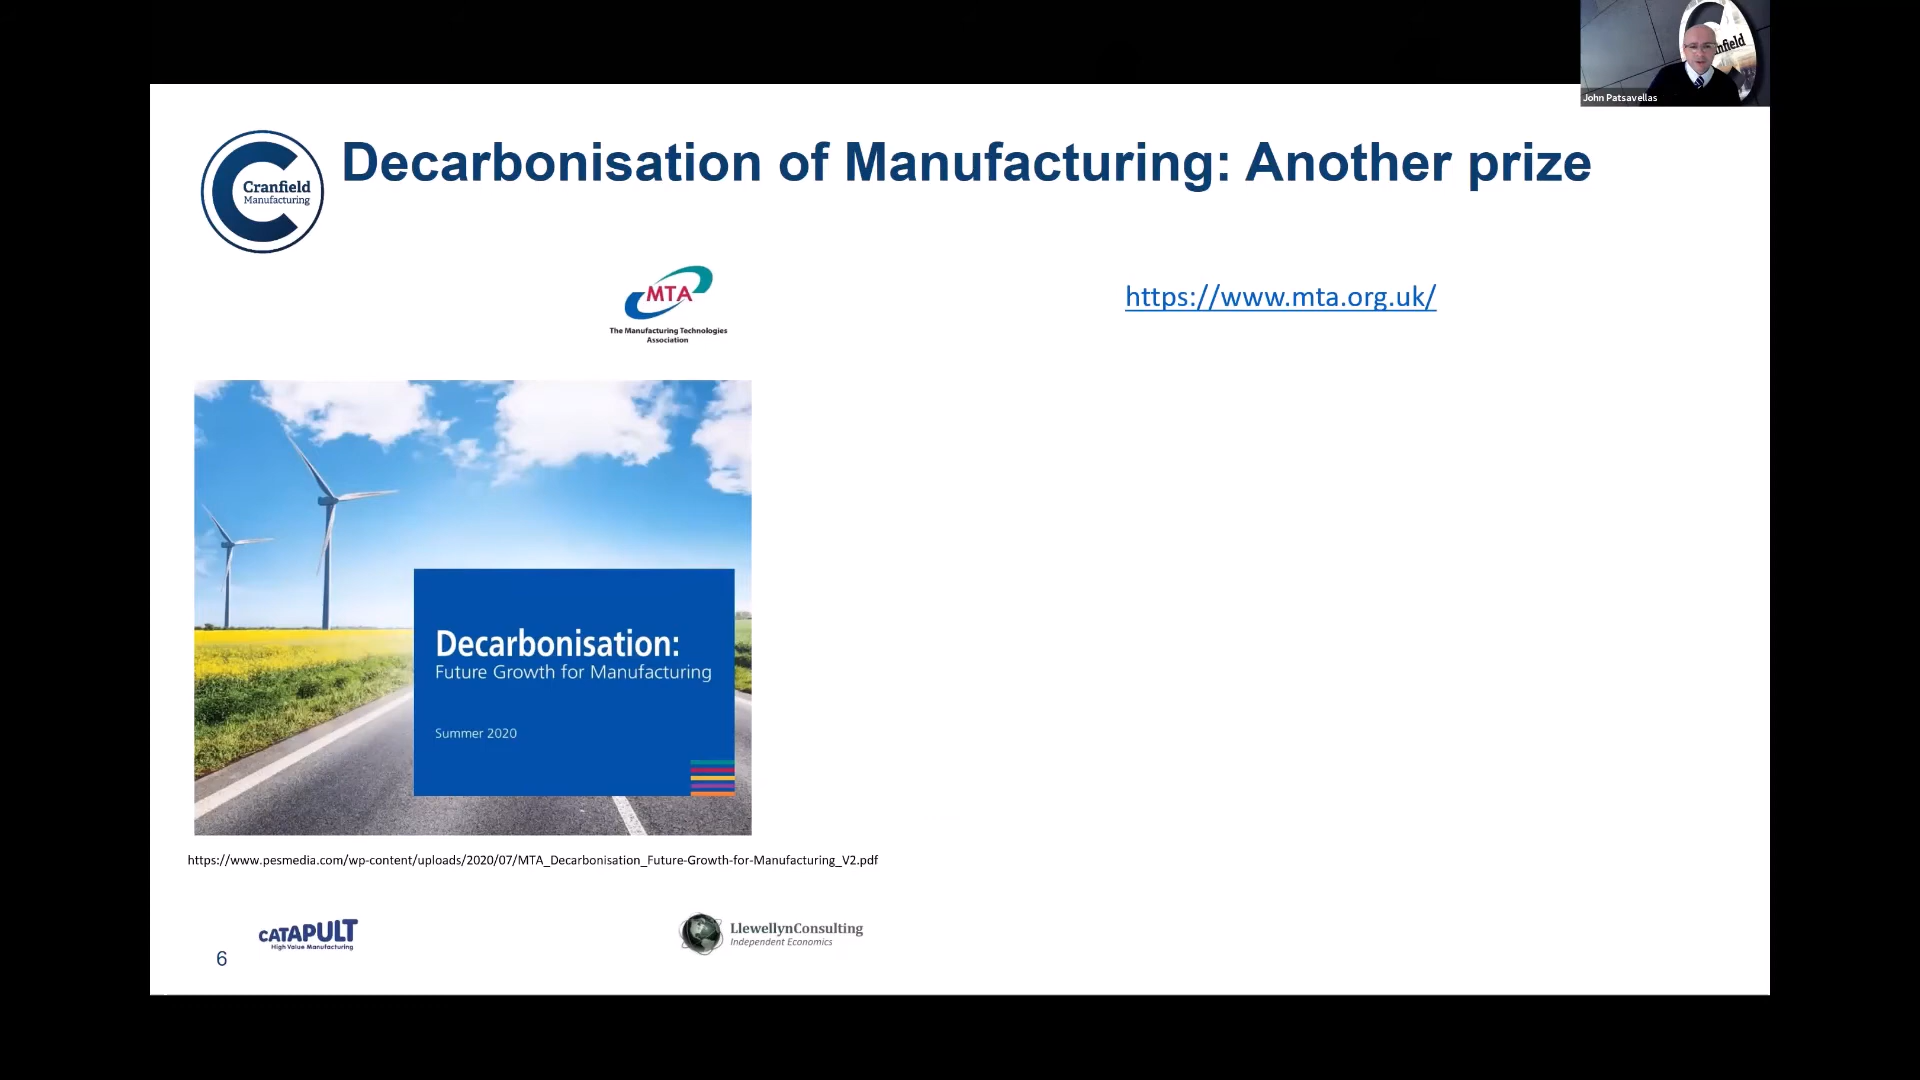 nfield
John Patsavellas
Cranfield
Manufacturing
Decarbonisation of Manufacturing: Another prize
MTA
The Manufacturing Technologies
Association
https://www.mta.org.uk/
Decarbonisation:
Future Growth for Manufacturing
Summer 2020
https://www.pesmedia.com/wp-content/uploads/2020/07/MTA_Decarbonisation_Future-Growth-for-Manufacturing_V2.pdf
CATAPULT
High Value Manufacturing
LlewellynConsulting
Independent Economics
6